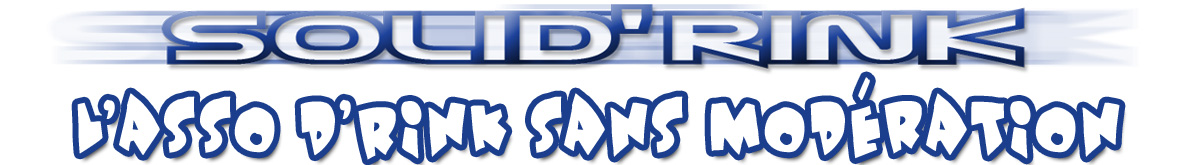 SOLID'RINK
L'ASSO D'RINK SANS MODÉRATION